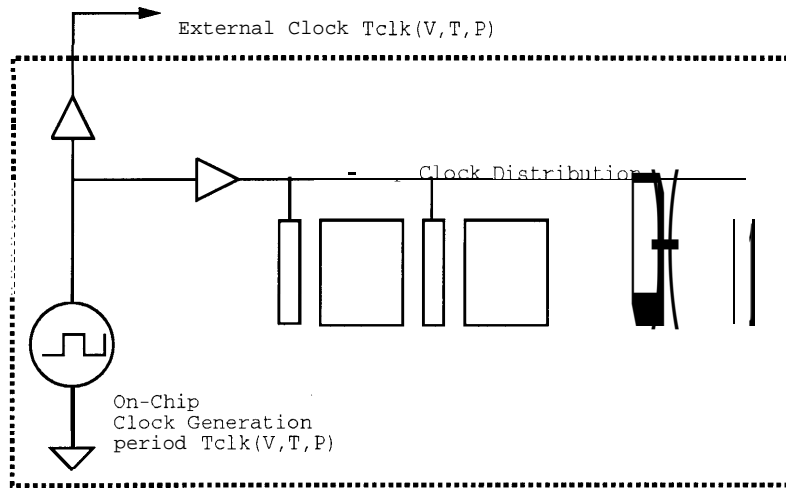 External Clock Tclk(V,T,P)
Clock Distribution
On-Chip
Clock Generation
period Tclk(V,T,P)